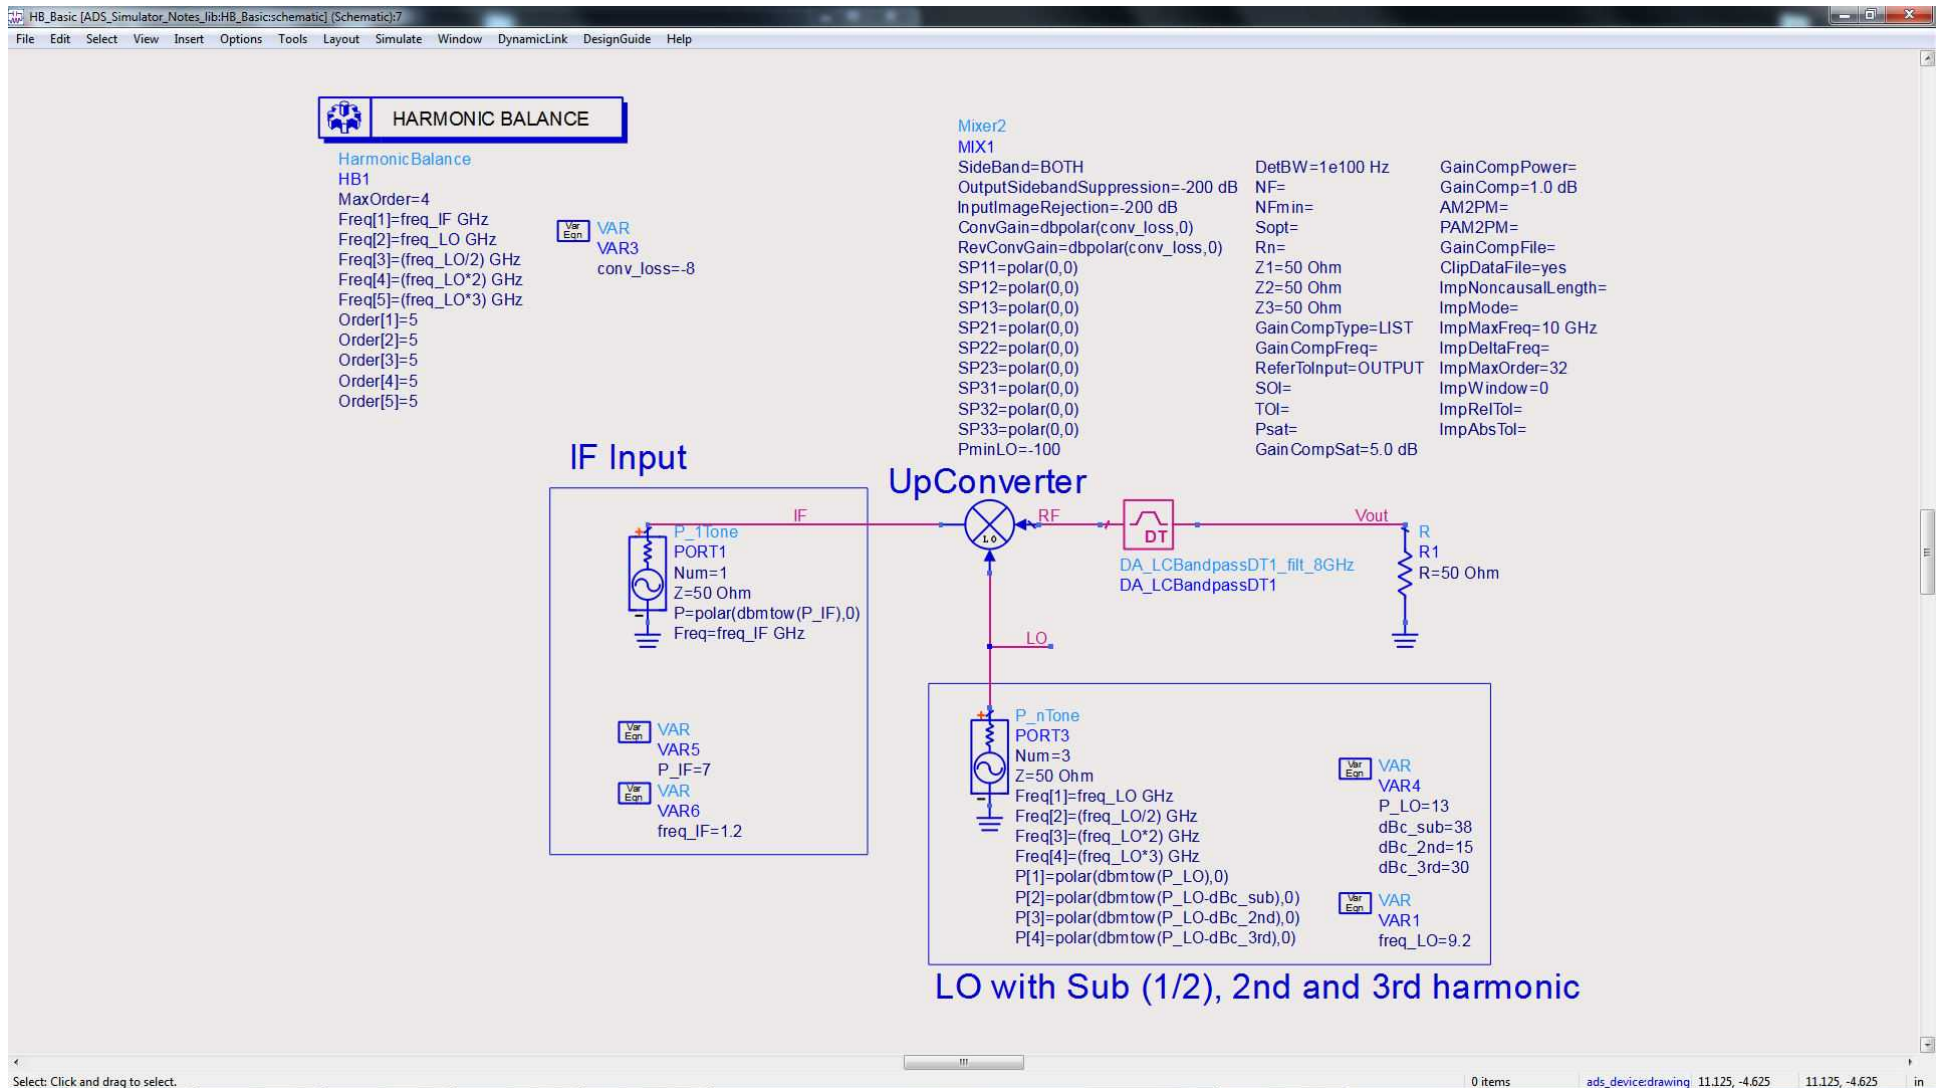 HB_Basic [ADS_Simulator_Notes_lib:HB_Basic:schematic] (Schematic):7
File Edit Select View Insert Options Tools Layout Simulate Window DynamicLink DesignGuide Help
HARMONIC BALANCE
HarmonicBalance
HB1
MaxOrder=4
Freq[1]=freq_IF GHz
Freq[2]=freq_LO GHz
Freq[3]=(freq_LO/2) GHz
Freq[4]=(freq_LO*2) GHz
Freq[5]=(freq_LO*3) GHz
Order[1]=5
Order[2]=5
Order[3]=5
Order[4]=5
Order[5]=5
Var
Eqn
VAR
VAR3
conv_loss=-8
Mixer2
MIX1
SideBand=BOTH
OutputSidebandSuppression=-200 dB
InputImageRejection=-200 dB
ConvGain=dbpolar(conv_loss,0)
RevConvGain=dbpolar(conv_loss,0)
SP11=polar(0,0)
SP12=polar(0,0)
SP13=polar(0,0)
SP21=polar(0,0)
SP22=polar(0,0)
SP23=polar(0,0)
SP31=polar(0,0)
SP32=polar(0,0)
SP33=polar(0,0)
PminLO=-100
DetBW=1e100 Hz
NF=
NFmin=
Sopt=
Rn=
Z1=50 Ohm
Z2=50 Ohm
Z3=50 Ohm
GainCompType=LIST
GainCompFreq=
ReferToInput=OUTPUT
SOI=
TOI=
Psat=
GainCompSat=5.0 dB
GainCompPower=
GainComp=1.0 dB
AM2PM=
PAM2PM=
GainCompFile=
ClipDataFile=yes
ImpNoncausalLength=
ImpMode=
ImpMaxFreq=10 GHz
ImpDeltaFreq=
ImpMaxOrder=32
ImpWindow=0
ImpRelTol=
ImpAbsTol=
IF Input
UpConverter
IF
LO
RF
DT
Vout
P_1Tone
PORT1
Num=1
Z=50 Ohm
P=polar(dbmtow(P_IF),0)
Freq=freq_IF GHz
DA_LCBandpassDT1_filt_8GHz
DA_LCBandpassDT1
R
R1
R=50 Ohm
LO
Var
Eqn
VAR
VAR5
P_IF=7
Var
Eqn
VAR
VAR6
freq_IF=1.2
P_nTone
PORT3
Num=3
Z=50 Ohm
Freq[1]=freq_LO GHz
Freq[2]=(freq_LO/2) GHz
Freq[3]=(freq_LO*2) GHz
Freq[4]=(freq_LO*3) GHz
P[1]=polar(dbmtow(P_LO),0)
P[2]=polar(dbmtow(P_LO-dBc_sub),0)
P[3]=polar(dbmtow(P_LO-dBc_2nd),0)
P[4]=polar(dbmtow(P_LO-dBc_3rd),0)
Var
Eqn
VAR
VAR4
P_LO=13
dBc_sub=38
dBc_2nd=15
dBc_3rd=30
Var
Eqn
VAR
VAR1
freq_LO=9.2
LO with Sub (1/2), 2nd and 3rd harmonic
Select: Click and drag to select.
0 items
ads_device:drawing
11.125, -4.625
11.125, -4.625
in